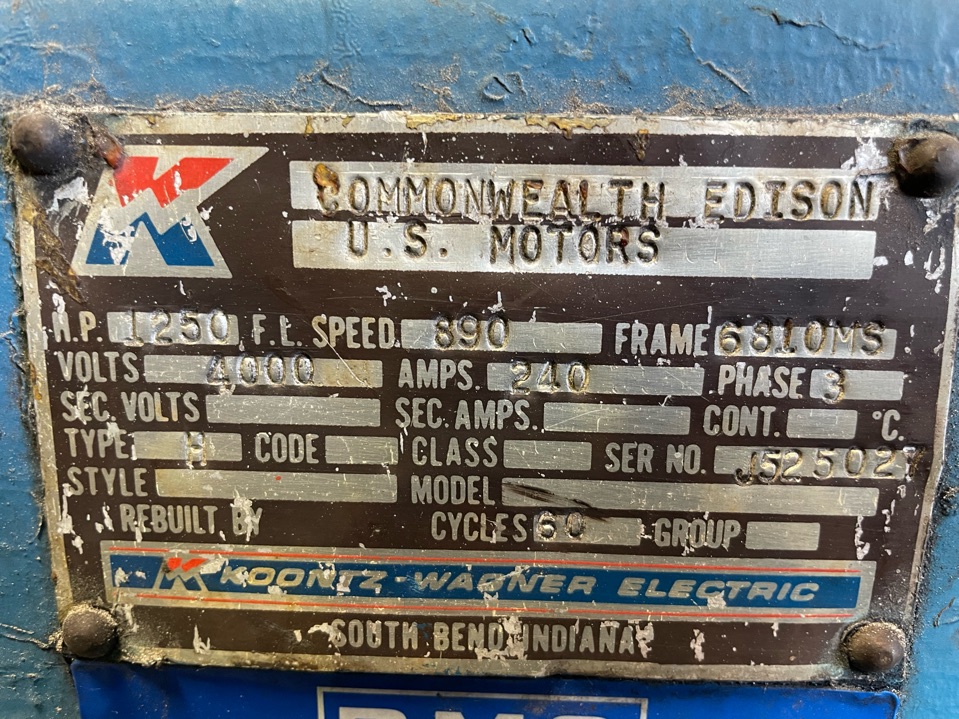 COMMONWEALTH EDISON
U.S. MOTORS
H.P. 1250 F.L. SPEED. 890 FRAME 6810MS
VOLTS 4000 AMPS. 240 PHASE 3
SEC. VOLTS SEC. AMPS. CONT. °C.
TYPE H CODE CLASS SER NO. J525027
STYLE MODEL
REBUILT BY CYCLES 60 GROUP
KOONTZ-WAGNER ELECTRIC
SOUTH BEND, INDIANA